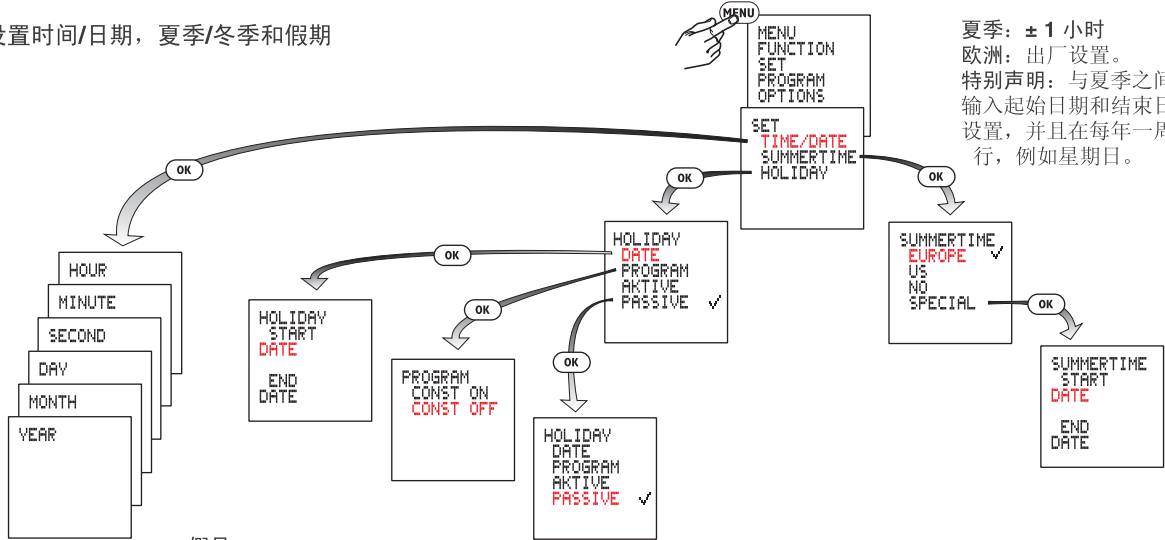 设置时间/日期，夏季/冬季和假期
MENU
MENU
FUNCTION
SET
PROGRAM
OPTIONS
夏季：± 1 小时
欧洲：出厂设置。
特别声明：与夏季之间
输入起始日期和结束日
设置，并且在每年一周
行，例如星期日。
SET
TIME/DATE
SUMMERTIME
HOLIDAY
OK
OK
OK
HOUR
MINUTE
SECOND
DAY
MONTH
YEAR
OK
HOLIDAY
START
DATE
END
DATE
HOLIDAY
DATE
PROGRAM
AKTIVE
PASSIVE ✓
OK
PROGRAM
CONST ON
CONST OFF
OK
HOLIDAY
DATE
PROGRAM
AKTIVE
PASSIVE ✓
SUMMERTIME
EUROPE ✓
US
NO
SPECIAL
OK
SUMMERTIME
START
DATE
END
DATE